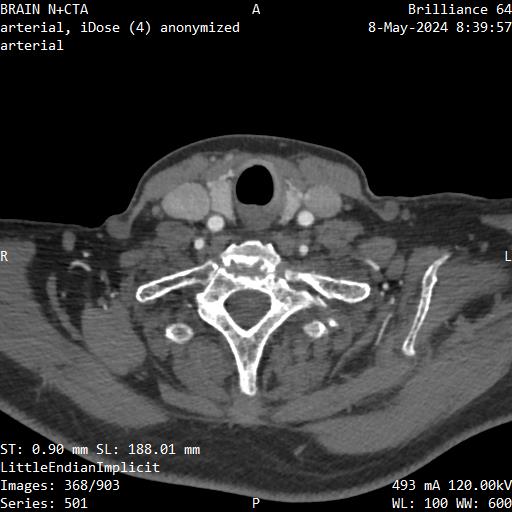 BRAIN N+CTA A Brilliance 64
arterial, iDose (4) anonymized 8-May-2024 8:39:57
arterial
R L
ST: 0.90 mm SL: 188.01 mm
LittleEndianImplicit
Images: 368/903 493 mA 120.00kV
Series: 501 P WL: 100 WW: 600